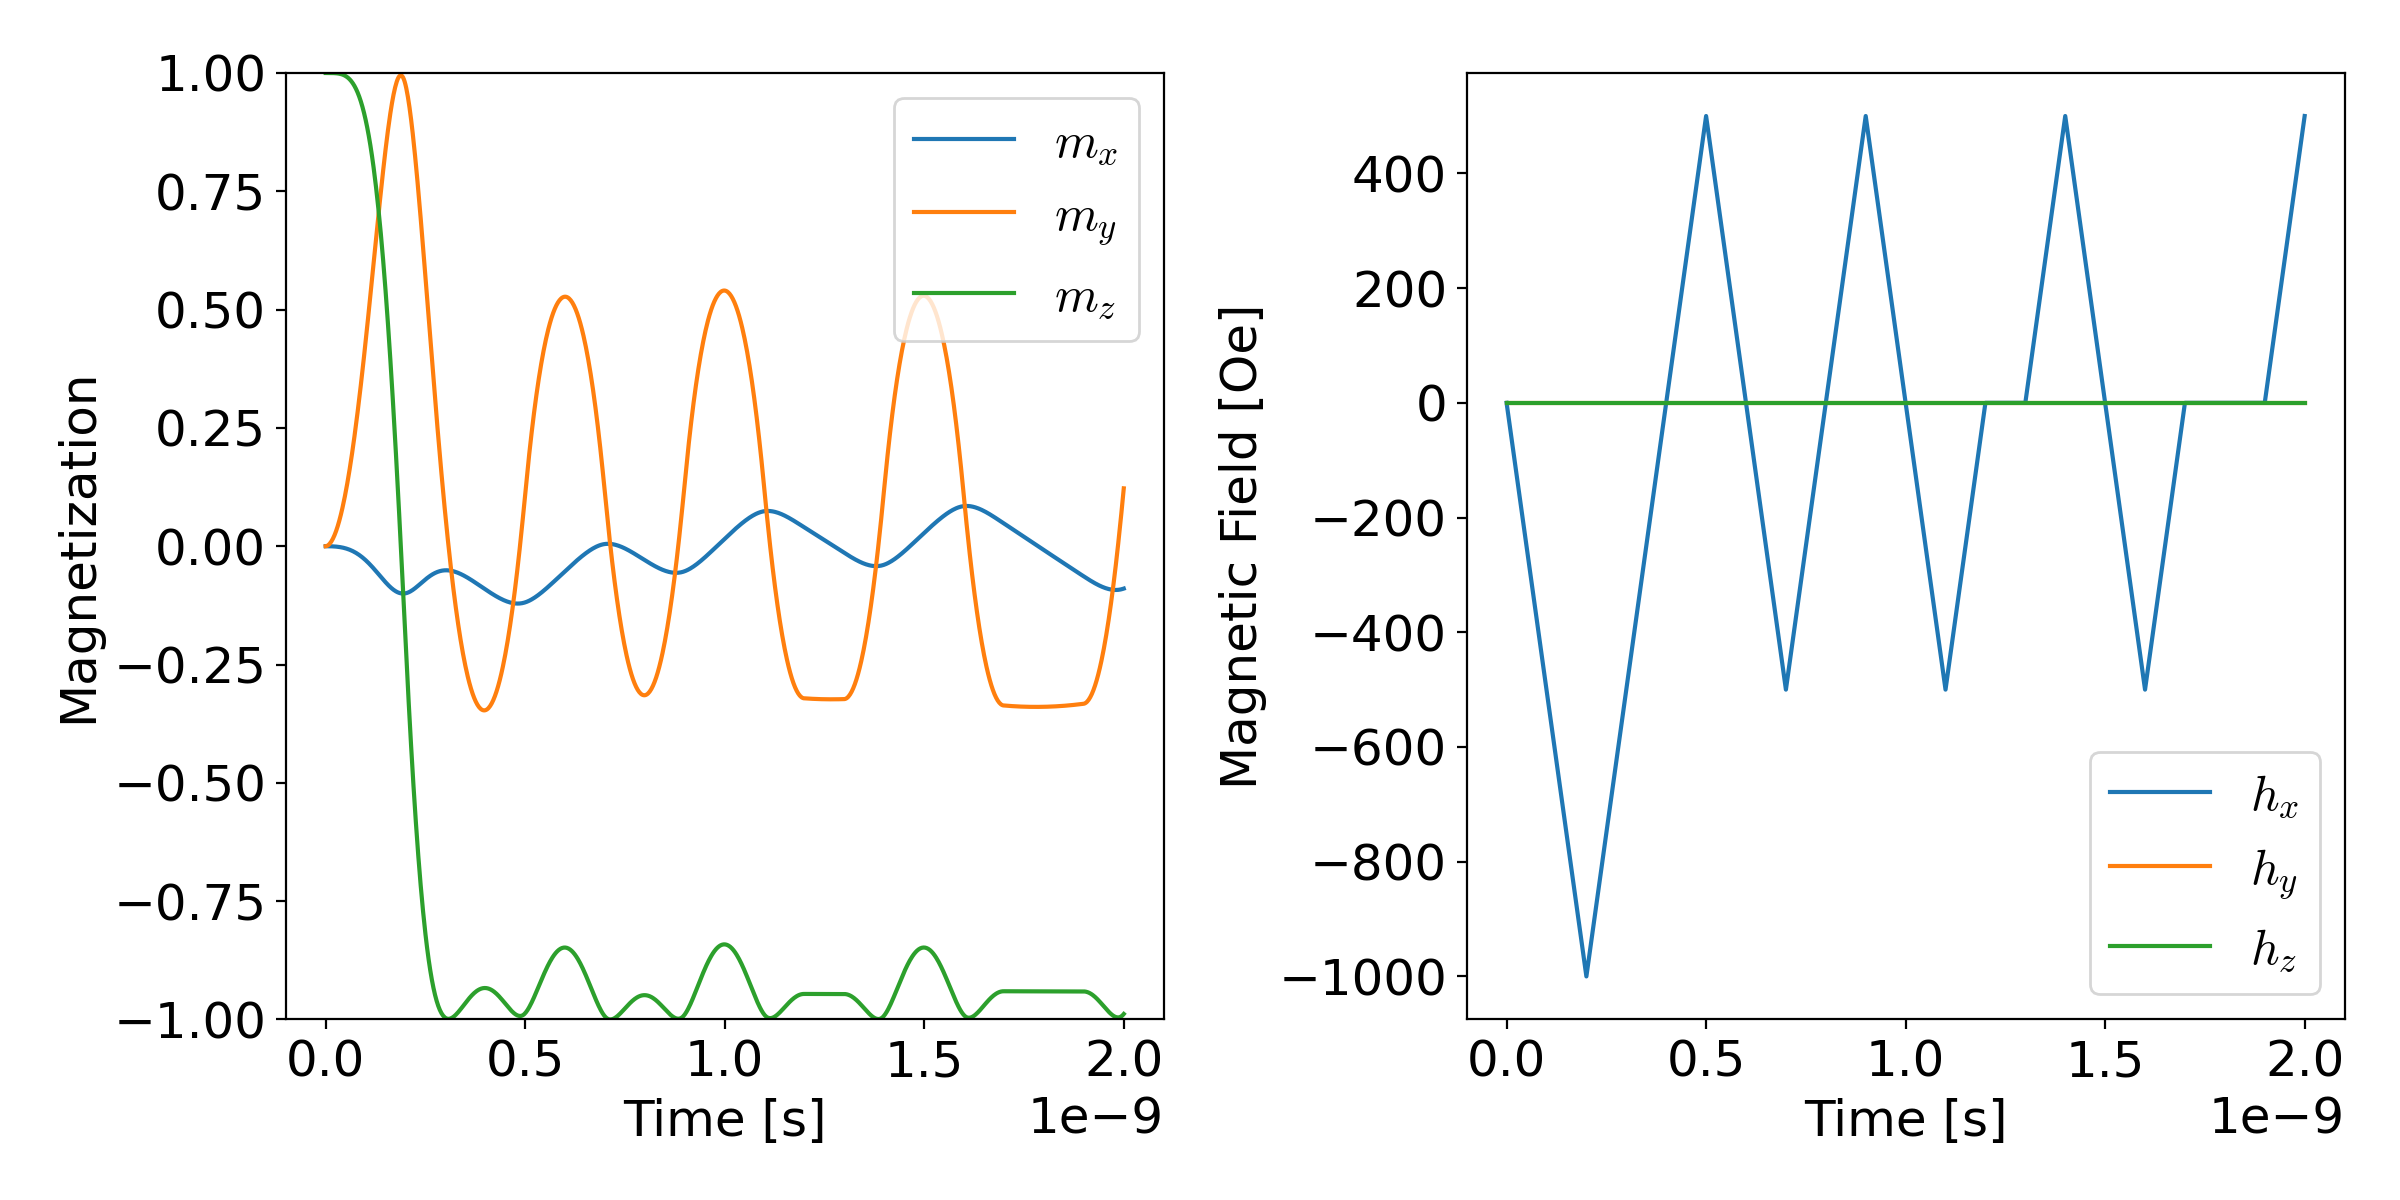 Magnetization
1.00
0.75
0.50
0.25
0.00
−0.25
−0.50
−0.75
−1.00
0.0 0.5 1.0 1.5 2.0
Time [s]
1e−9
m_x
m_y
m_z
Magnetic Field [Oe]
400
200
0
−200
−400
−600
−800
−1000
0.0 0.5 1.0 1.5 2.0
Time [s]
1e−9
h_x
h_y
h_z